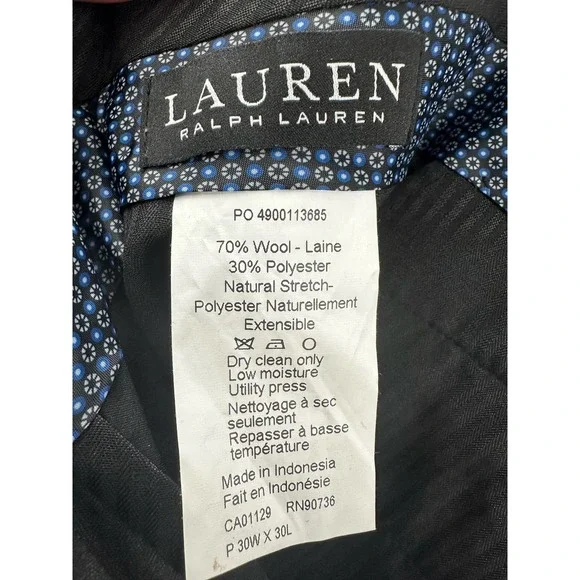 LAUREN
RALPH LAUREN
PO 4900113685
70% Wool - Laine
30% Polyester
Natural Stretch-
Polyester Naturellement
Extensible
Dry clean only
Low moisture
Utility press
Nettoyage à sec
seulement
Repasser à basse
température
Made in Indonesia
Fait en Indonésie
CA01129 RN90736
P 30W X 30L